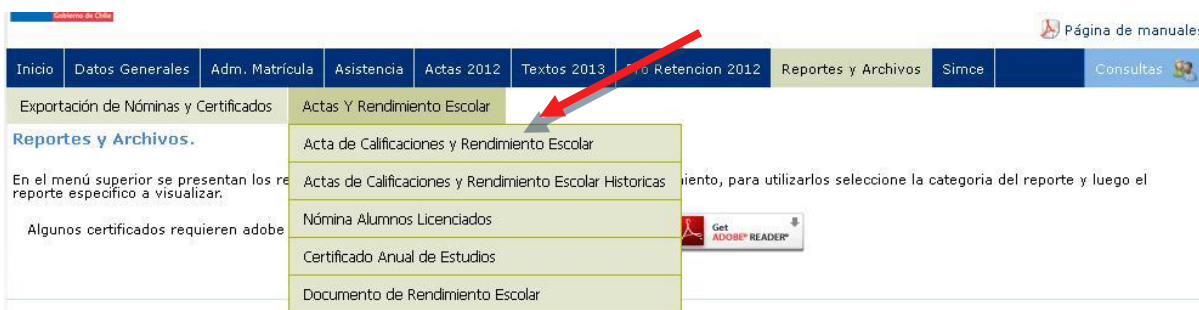 Gobierno de Chile
Página de manuales
Inicio Datos Generales Adm. Matrícula Asistencia Actas 2012 Textos 2013 Retencion 2012 Reportes y Archivos Simce Consultas
Exportación de Nóminas y Certificados Actas Y Rendimiento Escolar
Reportes y Archivos.
Acta de Calificaciones y Rendimiento Escolar
En el menú superior se presentan los re
Actas de Calificaciones y Rendimiento Escolar Historicas
miento, para utilizarlos seleccione la categoria del reporte y luego el
reporte especifico a visualizar.
Nómina Alumnos Licenciados
Algunos certificados requieren adobe
Get
ADOBE® READER®
Certificado Anual de Estudios
Documento de Rendimiento Escolar